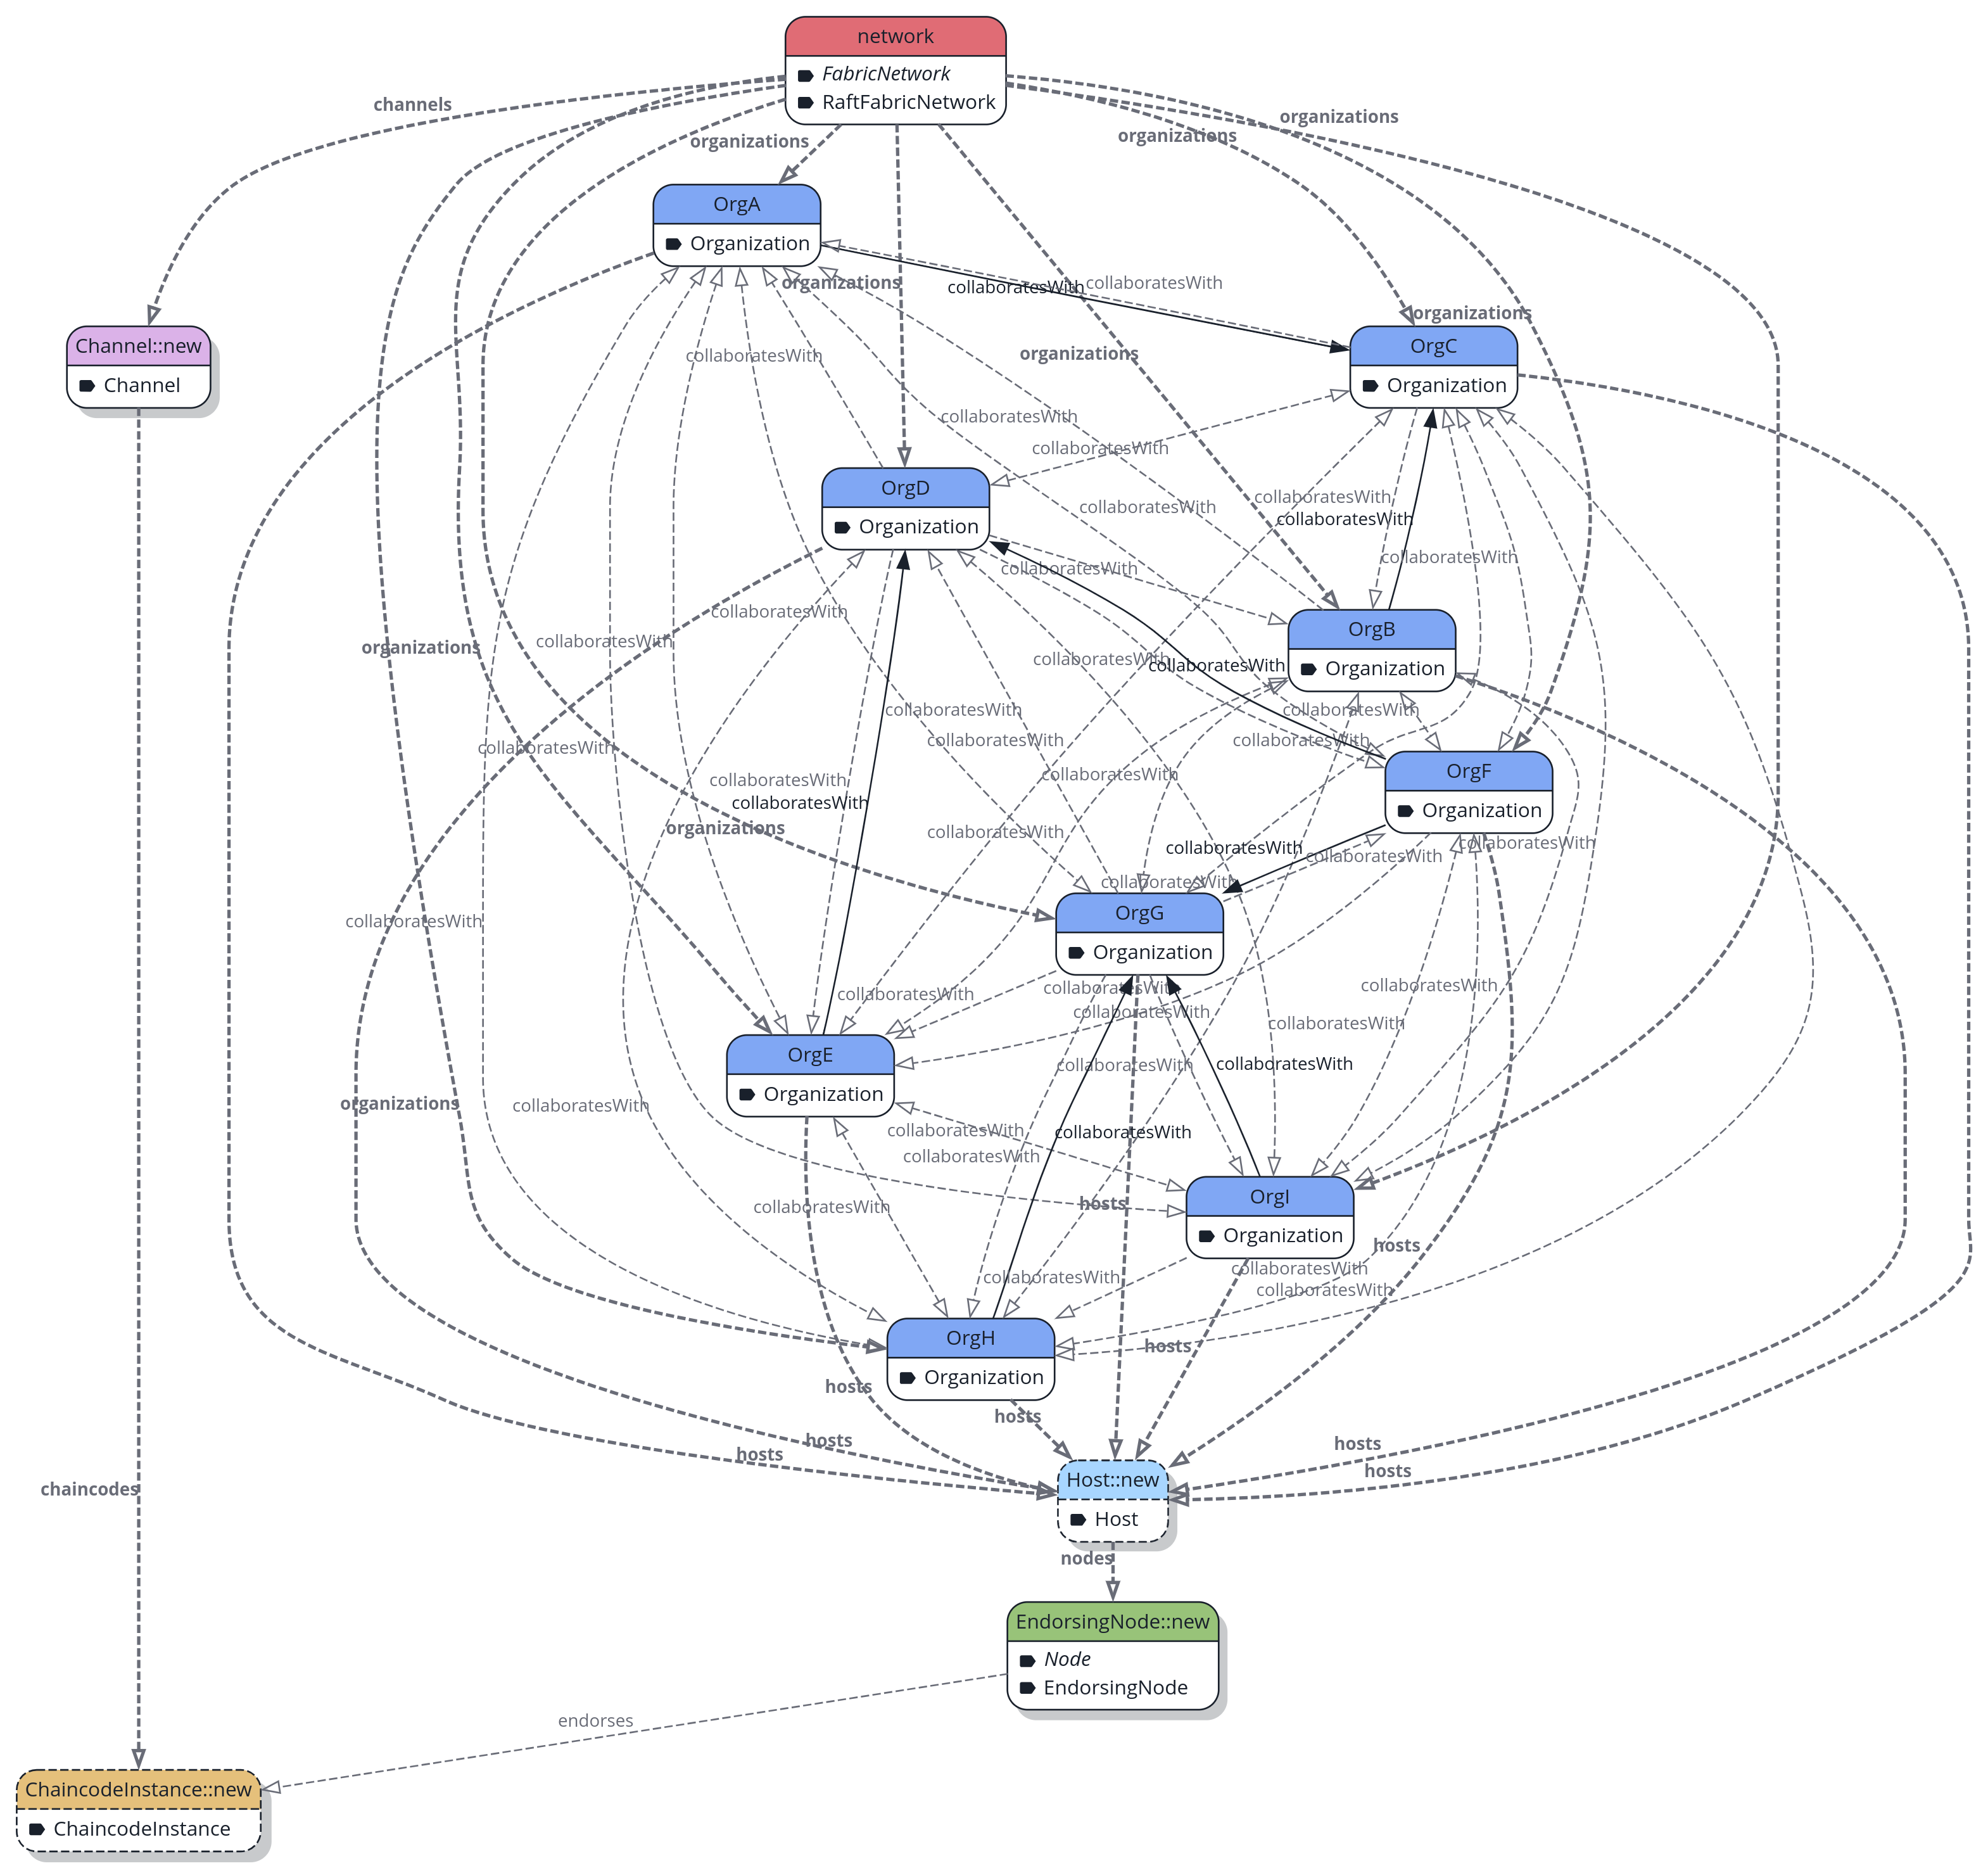 network
FabricNetwork
RaftFabricNetwork
channels
organizations
organizations
organizations
OrgA
Organization
organizations
collaboratesWith
collaboratesWith
organizations
Channel::new
Channel
OrgC
Organization
organizations
collaboratesWith
collaboratesWith
collaboratesWith
OrgD
Organization
collaboratesWith
collaboratesWith
collaboratesWith
collaboratesWith
collaboratesWith
collaboratesWith
OrgB
Organization
organizations
collaboratesWith
collaboratesWith
collaboratesWith
collaboratesWith
collaboratesWith
collaboratesWith
collaboratesWith
collaboratesWith
OrgF
Organization
collaboratesWith
collaboratesWith
collaboratesWith
organizations
collaboratesWith
collaboratesWith
collaboratesWith
collaboratesWith
collaboratesWith
OrgG
Organization
collaboratesWith
collaboratesWith
collaboratesWith
collaboratesWith
collaboratesWith
collaboratesWith
OrgE
Organization
collaboratesWith
collaboratesWith
organizations
collaboratesWith
collaboratesWith
collaboratesWith
collaboratesWith
OrgI
Organization
collaboratesWith
hosts
hosts
collaboratesWith
collaboratesWith
collaboratesWith
OrgH
Organization
hosts
hosts
hosts
hosts
hosts
hosts
hosts
Host::new
Host
nodes
chaincodes
EndorsingNode::new
Node
EndorsingNode
endorses
ChaincodeInstance::new
ChaincodeInstance